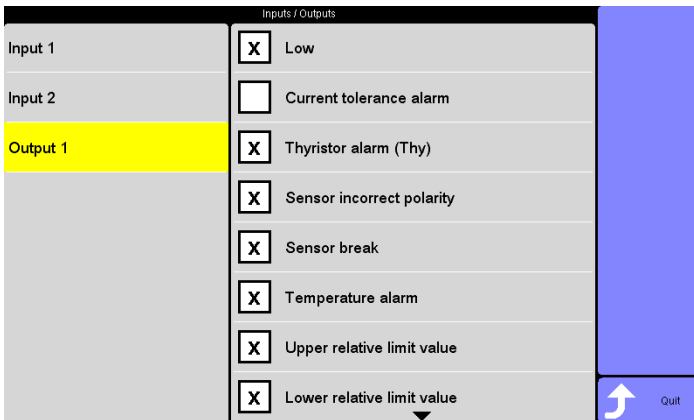 Inputs / Outputs
Input 1
Input 2
Output 1
X Low
Current tolerance alarm
X Thyristor alarm (Thy)
X Sensor incorrect polarity
X Sensor break
X Temperature alarm
X Upper relative limit value
X Lower relative limit value
Quit